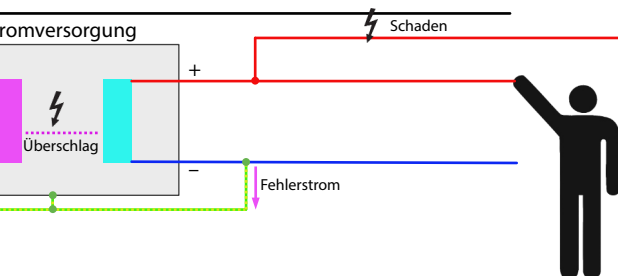 Schaden
romversorgung
+
Überschlag
–
Fehlerstrom